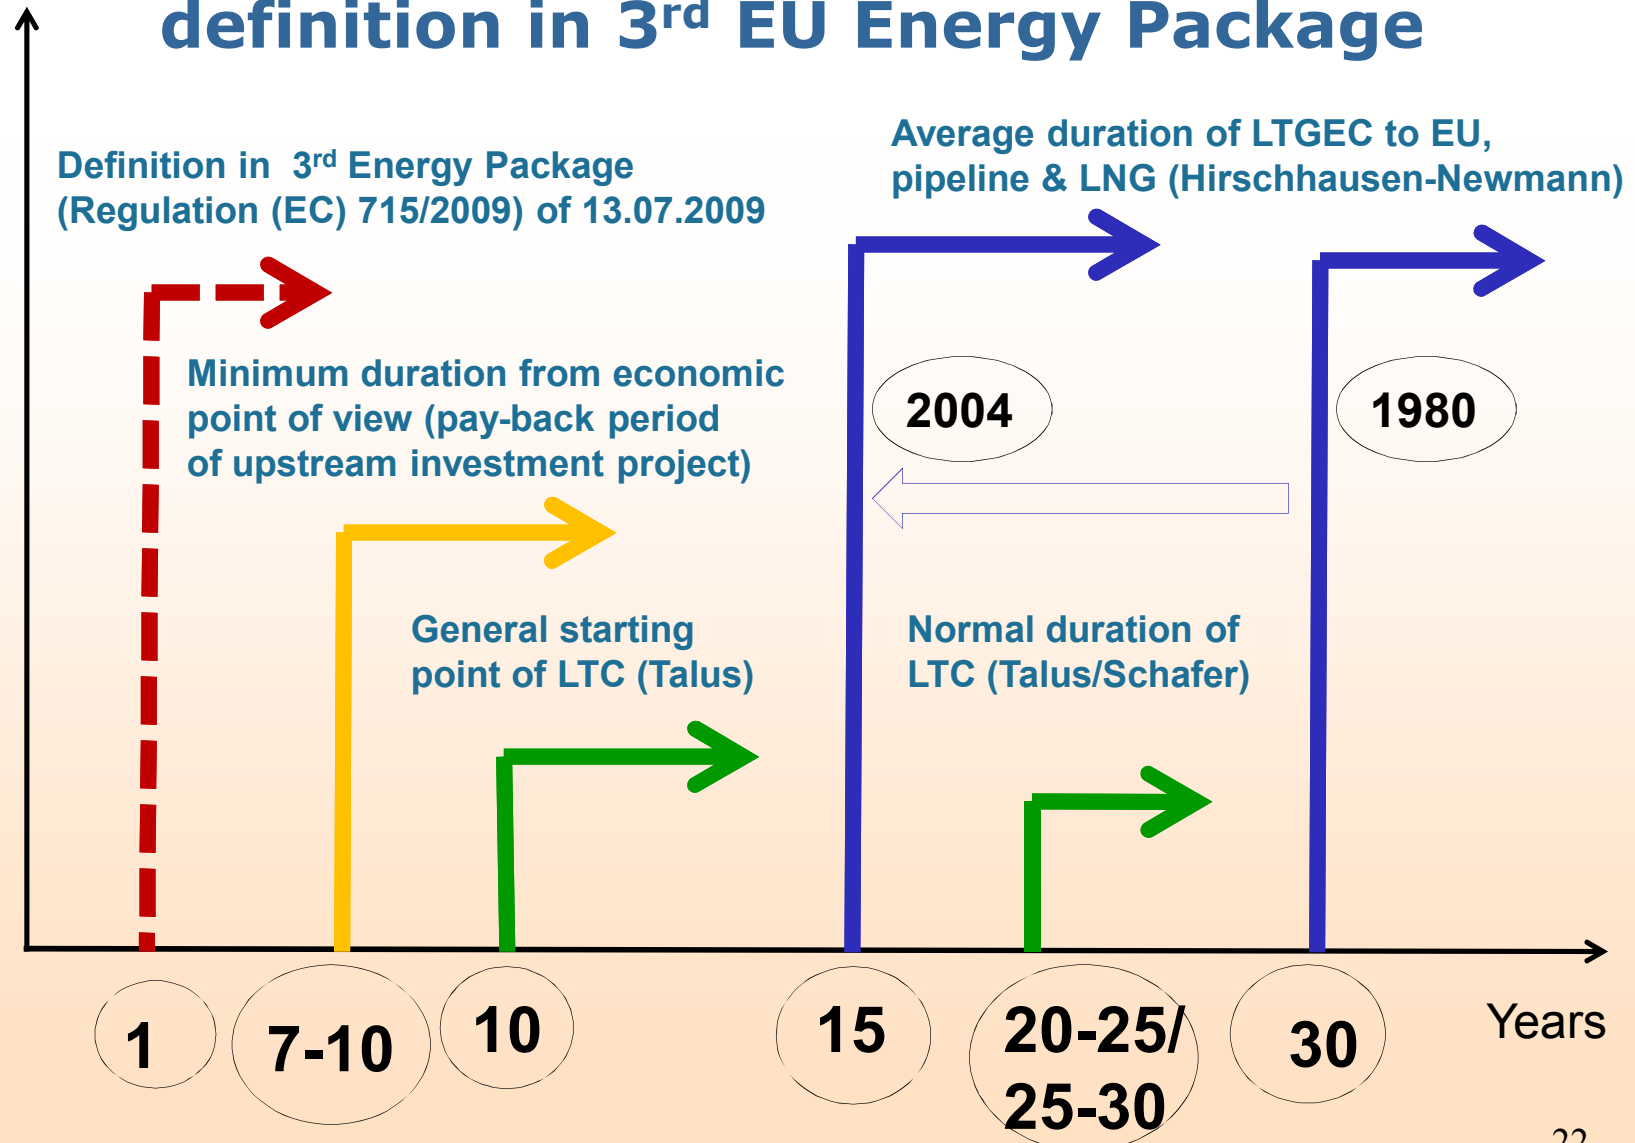 definition in 3rd EU Energy Package
Definition in 3rd Energy Package
(Regulation (EC) 715/2009) of 13.07.2009
Average duration of LTGEC to EU,
pipeline & LNG (Hirschhausen-Newmann)
Minimum duration from economic
point of view (pay-back period
of upstream investment project)
2004
1980
General starting
point of LTC (Talus)
Normal duration of
LTC (Talus/Schafer)
1
7-10
10
15
20-25/
25-30
30
Years
22